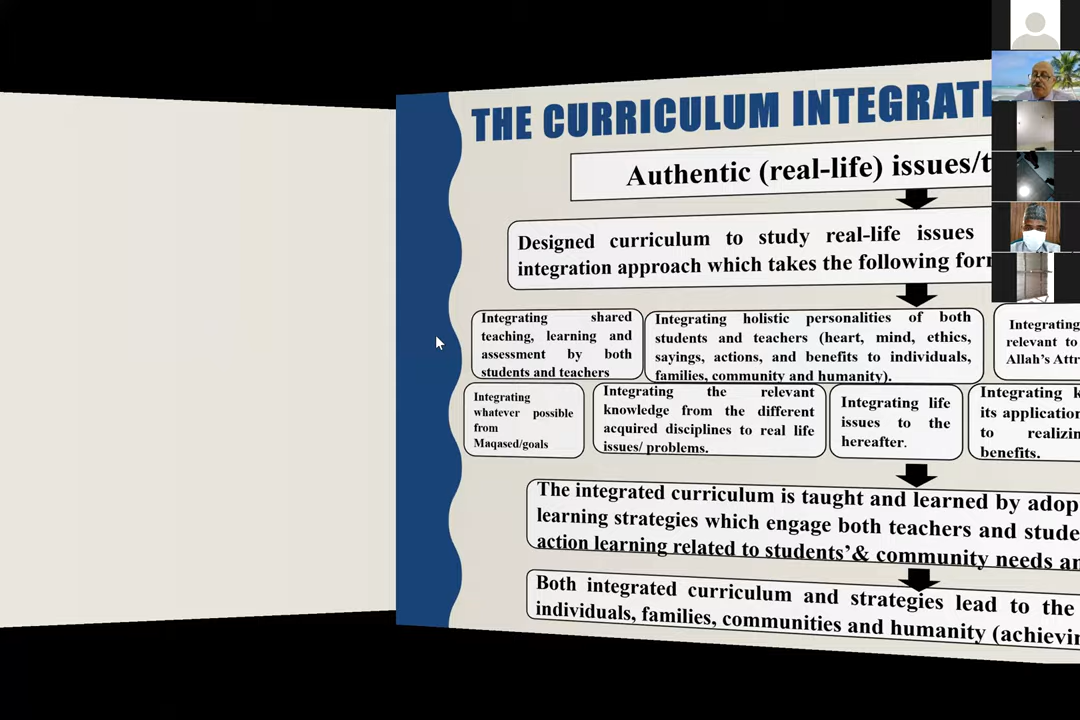 THE CURRICULUM INTEGRATI
Authentic (real-life) issues/t
Designed curriculum to study real-life issues
integration approach which takes the following for
Integrating shared
teaching, learning and
assessment by both
students and teachers
Integrating holistic personalities of both
students and teachers (heart, mind, ethics,
sayings, actions, and benefits to individuals,
families, community and humanity).
Integrating
relevant to
Allah's Attr
Integrating
whatever possible
from
Maqased/goals
Integrating the relevant
knowledge from the different
acquired disciplines to real life
issues/ problems.
Integrating life
issues to the
hereafter.
Integrating k
its application
to realizin
benefits.
The integrated curriculum is taught and learned by adop
learning strategies which engage both teachers and stude
action learning related to students'& community needs an
Both integrated curriculum and strategies lead to the
individuals, families, communities and humanity (achievin